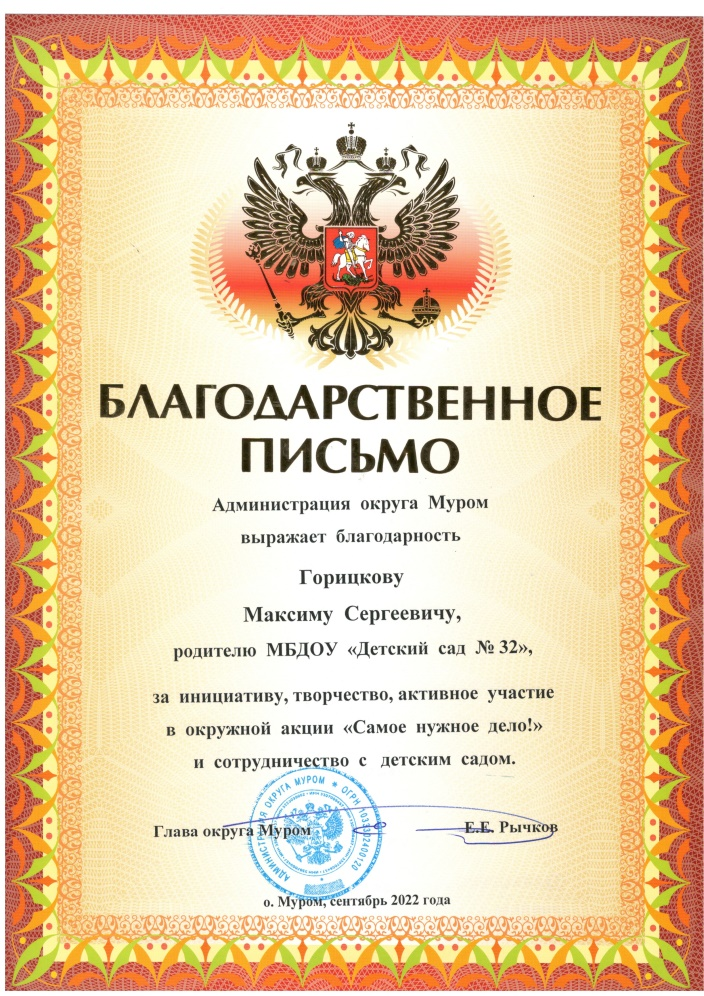 БЛАГОДАРСТВЕННОЕ
ПИСЬМО
Администрация округа Муром
выражает благодарность
Горицкову
Максиму Сергеевичу,
родителю МБДОУ «Детский сад № 32»,
за инициативу, творчество, активное участие
в окружной акции «Самое нужное дело!»
и сотрудничество с детским садом.
АДМИНИСТРАЦИЯ ОКРУГА МУРОМ * ОГРН
Глава округа Муром Е.Е. Рычков
о. Муром, сентябрь 2022 года